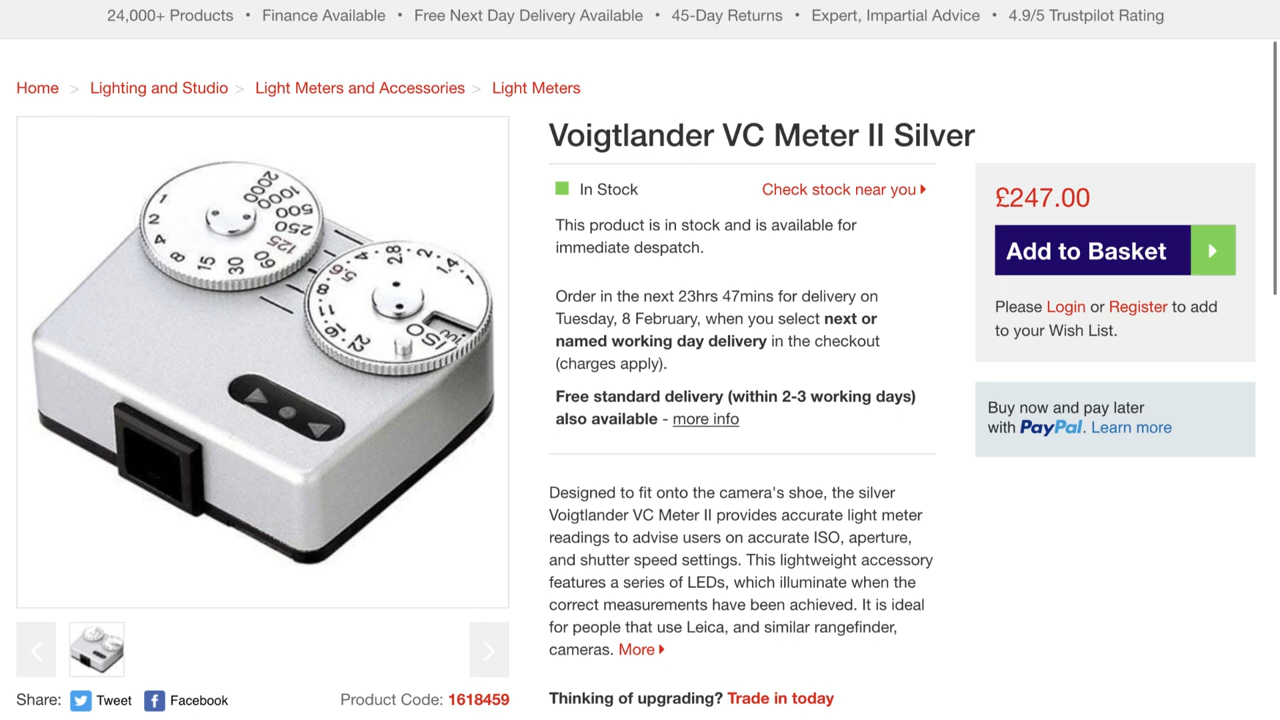 24,000+ Products • Finance Available • Free Next Day Delivery Available • 45-Day Returns • Expert, Impartial Advice • 4.9/5 Trustpilot Rating
Home > Lighting and Studio > Light Meters and Accessories > Light Meters
Voigtlander VC Meter II Silver
In Stock
Check stock near you
This product is in stock and is available for
immediate despatch.
Order in the next 23hrs 47mins for delivery on
Tuesday, 8 February, when you select next or
named working day delivery in the checkout
(charges apply).
Free standard delivery (within 2-3 working days)
also available - more info
Designed to fit onto the camera's shoe, the silver
Voigtlander VC Meter II provides accurate light meter
readings to advise users on accurate ISO, aperture,
and shutter speed settings. This lightweight accessory
features a series of LEDs, which illuminate when the
correct measurements have been achieved. It is ideal
for people that use Leica, and similar rangefinder,
cameras. More
Thinking of upgrading? Trade in today
£247.00
Add to Basket
Please Login or Register to add
to your Wish List.
Buy now and pay later
with PayPal. Learn more
1 2 4 8 15 30 60 125 250 500 1000 2000
1 1.4 2 2.8 4 5.6 8 11 16 22
ISO
Share: Tweet Facebook
Product Code: 1618459